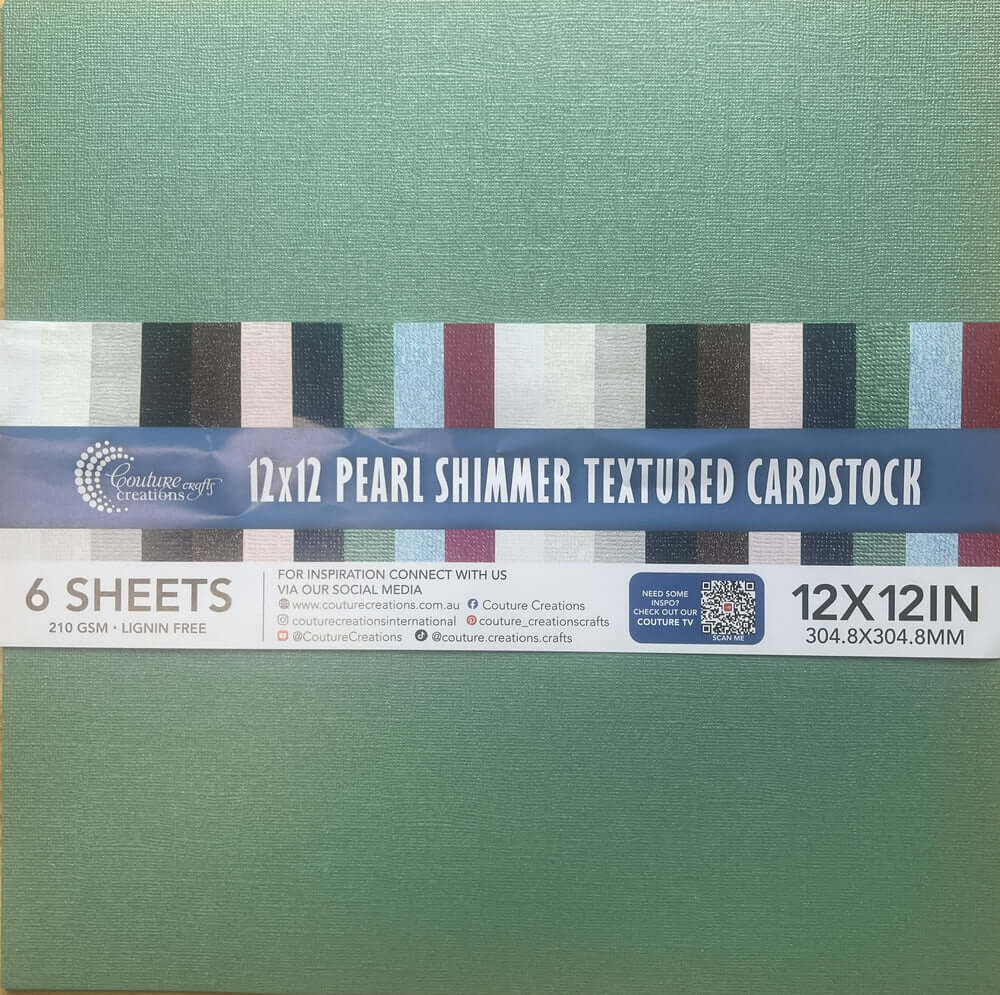 Couture crafts
creations
12x12 PEARL SHIMMER TEXTURED CARDSTOCK
6 SHEETS
210 GSM • LIGNIN FREE
FOR INSPIRATION CONNECT WITH US
VIA OUR SOCIAL MEDIA
www.couturecreations.com.au Couture Creations
couturecreationsinternational couture_creationscrafts
@CoutureCreations @couture.creations.crafts
NEED SOME
INSPO?
CHECK OUT OUR
COUTURE TV
SCAN ME
12X12IN
304.8X304.8MM